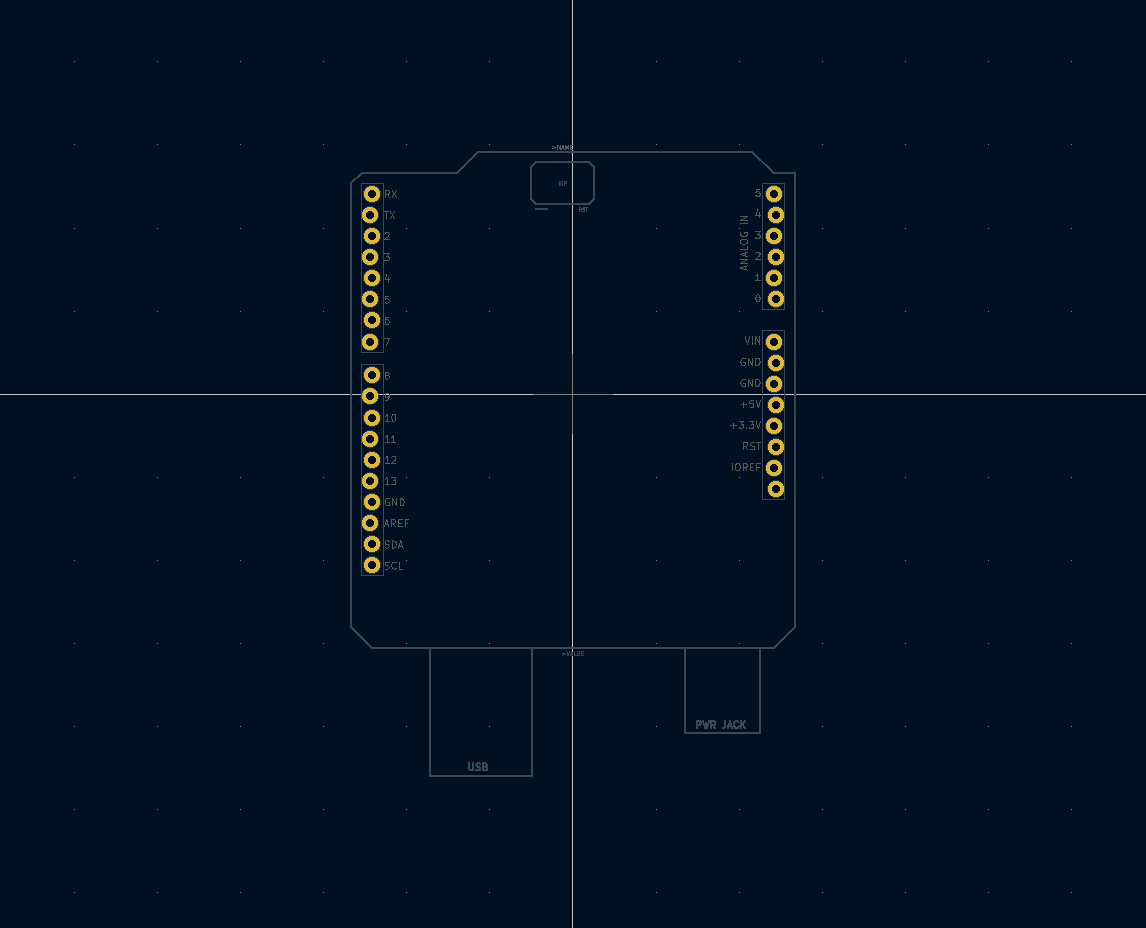 >NAME
ISP
RST
RX
TX
2
3
4
5
6
7
8
9
10
11
12
13
GND
AREF
SDA
SCL
5
4
3
2
1
0
ANALOG IN
VIN
GND
GND
+5V
+3.3V
RST
IOREF
>VALUE
USB
PWR JACK